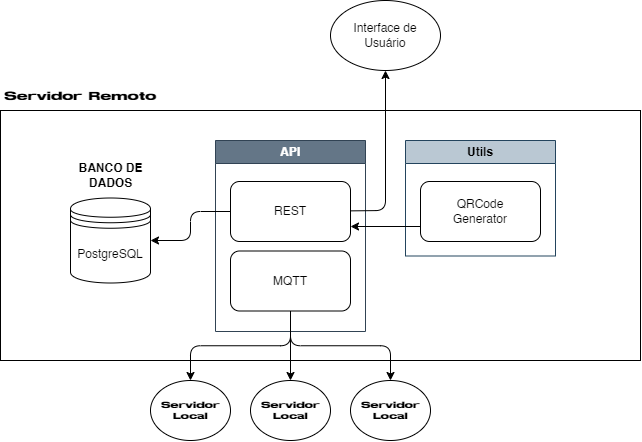 Interface de
Usuário
Servidor Remoto
API
Utils
BANCO DE
DADOS
REST
QRCode
Generator
PostgreSQL
MQTT
Servidor
Local
Servidor
Local
Servidor
Local